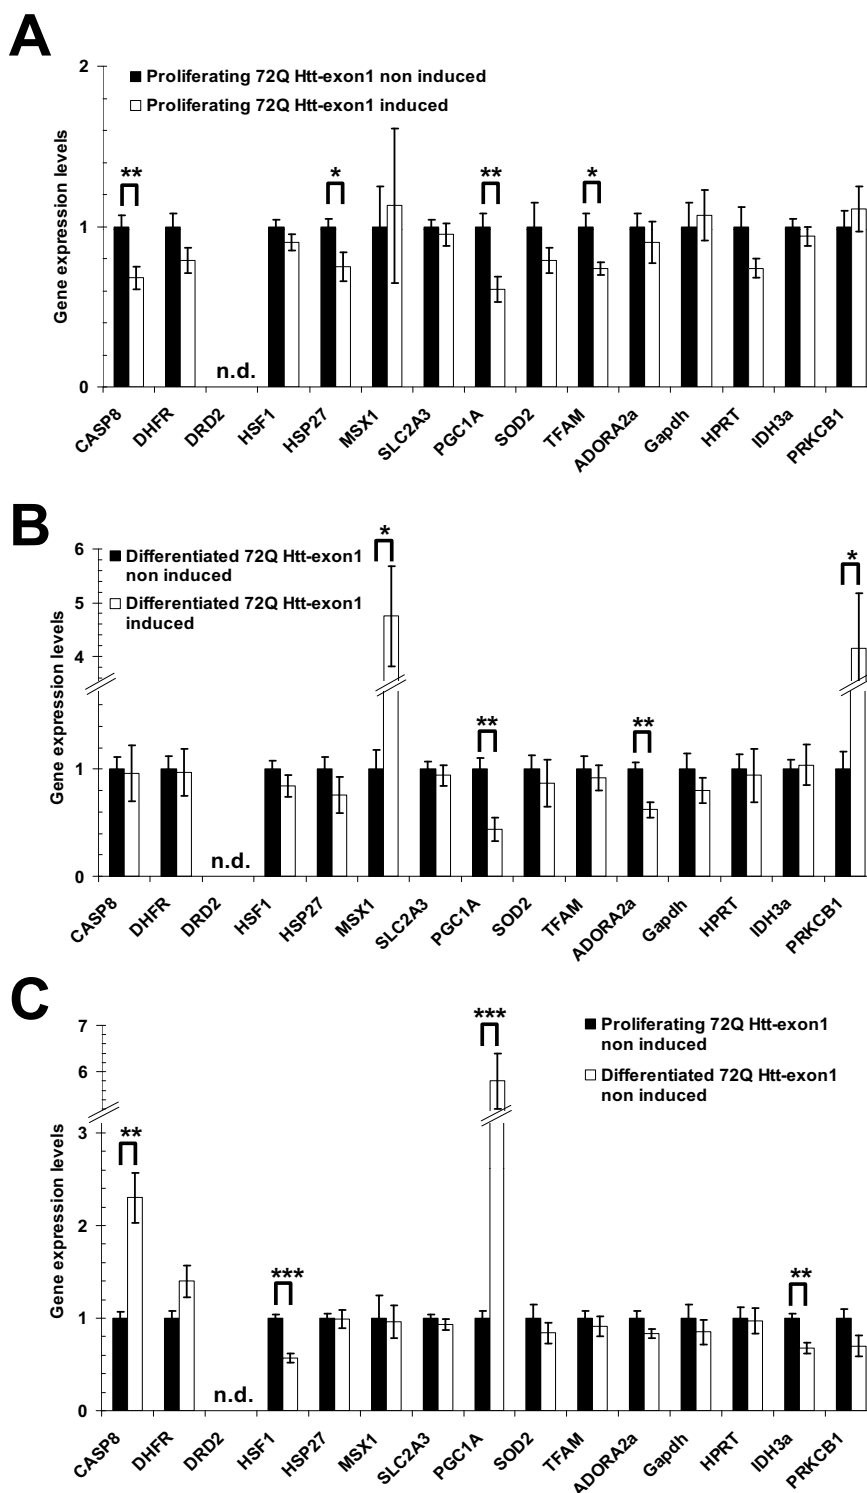 A
Proliferating 72Q Htt-exon1 non induced
Proliferating 72Q Htt-exon1 induced
Gene expression levels
2
1
0
**
*
**
*
n.d.
CASP8
DHFR
DRD2
HSF1
HSP27
MSX1
SLC2A3
PGC1A
SOD2
TFAM
ADORA2a
Gapdh
HPRT
IDH3a
PRKCB1
B
Differentiated 72Q Htt-exon1
non induced
Differentiated 72Q Htt-exon1
induced
Gene expression levels
6
5
4
1
0
*
**
**
*
n.d.
CASP8
DHFR
DRD2
HSF1
HSP27
MSX1
SLC2A3
PGC1A
SOD2
TFAM
ADORA2a
Gapdh
HPRT
IDH3a
PRKCB1
C
Proliferating 72Q Htt-exon1
non induced
Differentiated 72Q Htt-exon1
non induced
Gene expression levels
7
6
3
2
1
0
**
***
***
**
n.d.
CASP8
DHFR
DRD2
HSF1
HSP27
MSX1
SLC2A3
PGC1A
SOD2
TFAM
ADORA2a
Gapdh
HPRT
IDH3a
PRKCB1